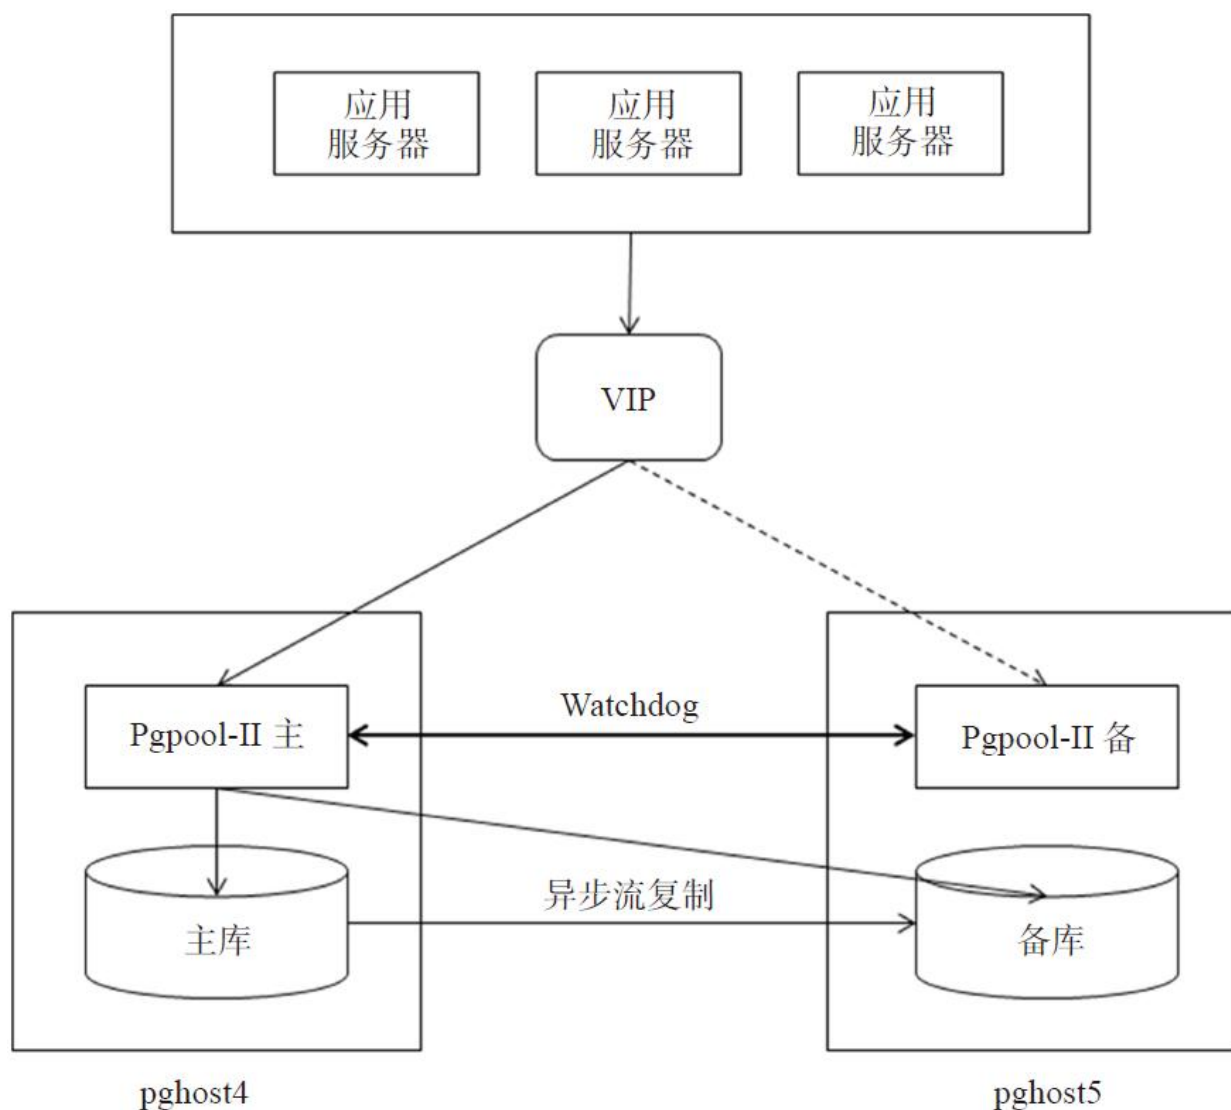 应用
服务器
应用
服务器
应用
服务器
VIP
Watchdog
Pgpool-II 主
Pgpool-II 备
异步流复制
主库
备库
pghost4
pghost5